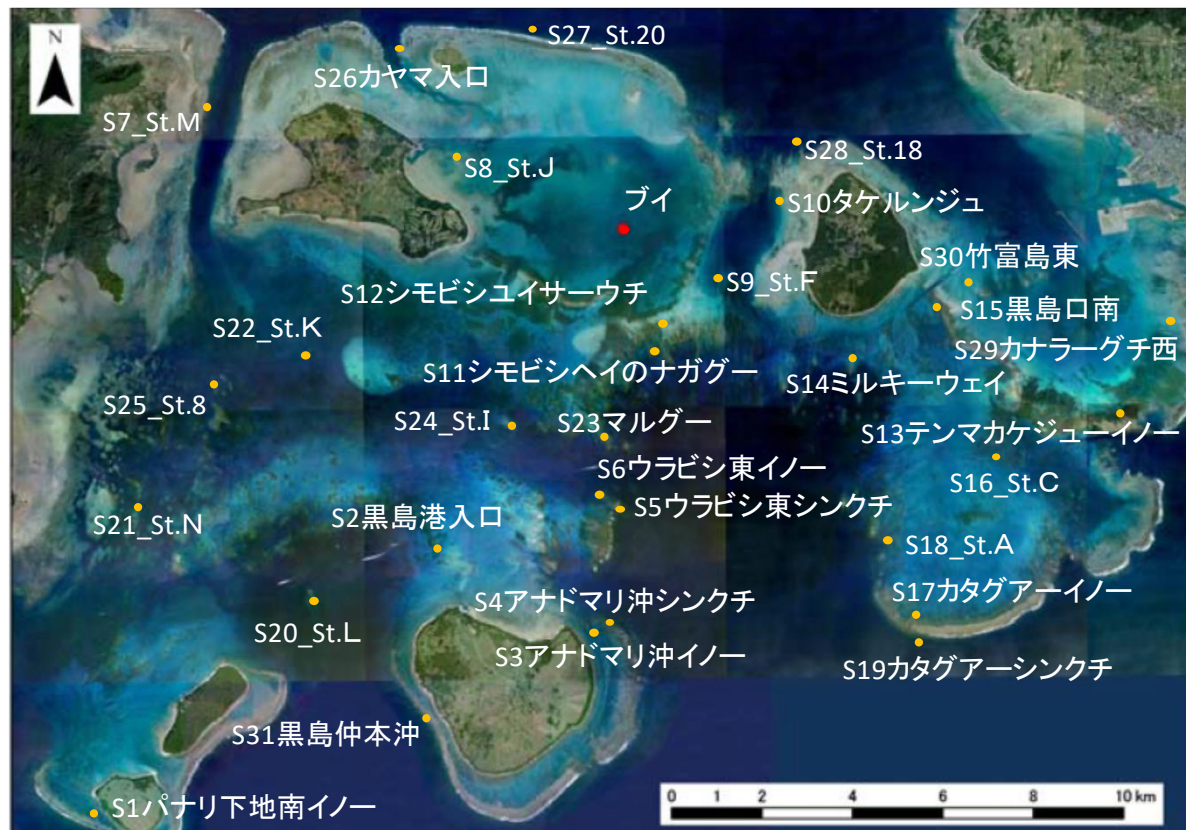 N
S27_St.20
S26カヤマ入口
S7_St.M
S28_St.18
S8_St.J
ブイ
S10タケルンジュ
S30竹富島東
S9_St.F
S12シモビシユイサーウチ
S15黒島口南
S22_St.K
S29カナラーグチ西
S11シモビシヘイのナガグー
S14ミルキーウェイ
S25_St.8
S24_St.I
S23マルグー
S13テンマカケジューイノー
S6ウラビシ東イノー
S16_St.C
S5ウラビシ東シンクチ
S2黒島港入口
S21_St.N
S18_St.A
S4アナドマリ沖シンクチ
S17カタグアーイノー
S20_St.L
S3アナドマリ沖イノー
S19カタグアーシンクチ
S31黒島仲本沖
S1パナリ下地南イノー
0 1 2 4 6 8 10 km